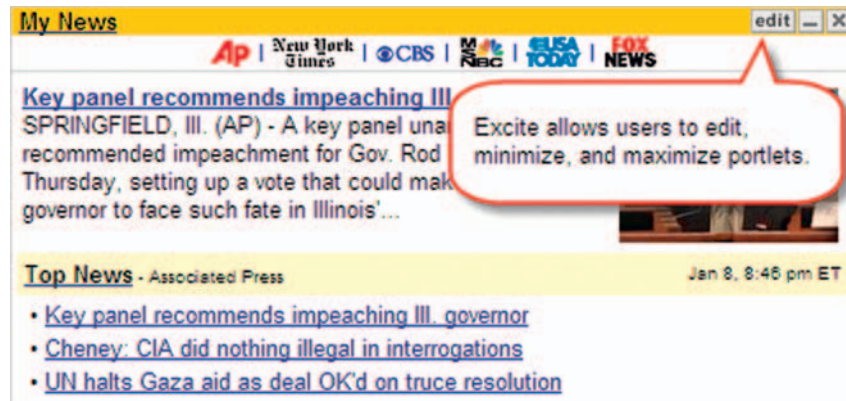 My News
edit
AP | New York Times | CBS | MSNBC | USA TODAY | FOX NEWS
Key panel recommends impeaching Ill
SPRINGFIELD, Ill. (AP) - A key panel una
recommended impeachment for Gov. Rod
Thursday, setting up a vote that could mak
governor to face such fate in Illinois'...
Excite allows users to edit,
minimize, and maximize portlets.
Top News - Associated Press
Jan 8, 8:46 pm ET
• Key panel recommends impeaching Ill. governor
• Cheney: CIA did nothing illegal in interrogations
• UN halts Gaza aid as deal OK'd on truce resolution